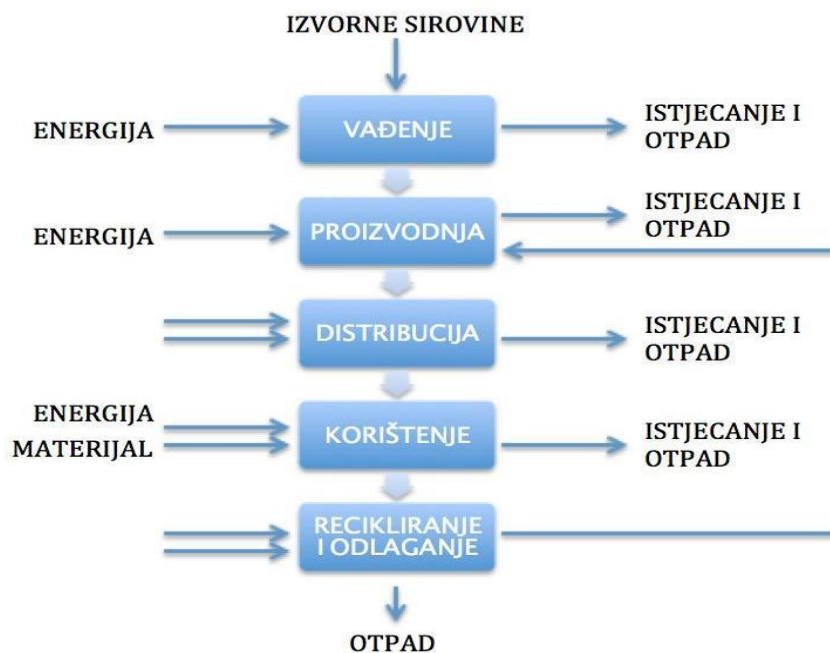 IZVORNE SIROVINE
ENERGIJA
VAĐENJE
ISTJECANJE I
OTPAD
ENERGIJA
PROIZVODNJA
ISTJECANJE I
OTPAD
DISTRIBUCIJA
ISTJECANJE I
OTPAD
ENERGIJA
MATERIJAL
KORIŠTENJE
ISTJECANJE I
OTPAD
RECIKLIRANJE
I ODLAGANJE
OTPAD